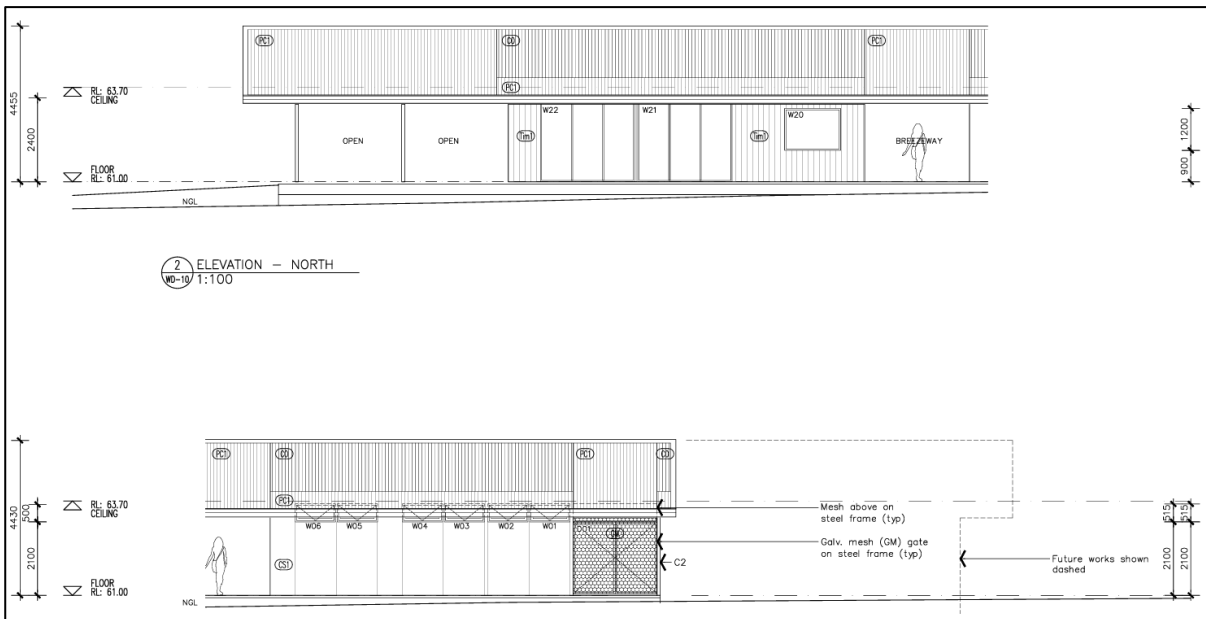 PC1
CO
PC1
PC1
4455
2400
RL: 63.70
CEILING
W22
W21
W20
OPEN
OPEN
Tim1
Tim1
BREEZEWAY
1200
900
FLOOR
RL: 61.00
NGL
2
WD-10
ELEVATION - NORTH
1:100
PC1
CO
PC1
CO
PC1
4430
500
2100
RL: 63.70
CEILING
W06
W05
W04
W03
W02
W01
CS1
GM
Mesh above on
steel frame (typ)
Galv. mesh (GM) gate
on steel frame (typ)
C2
Future works shown
dashed
515
515
2100
2100
FLOOR
RL: 61.00
NGL